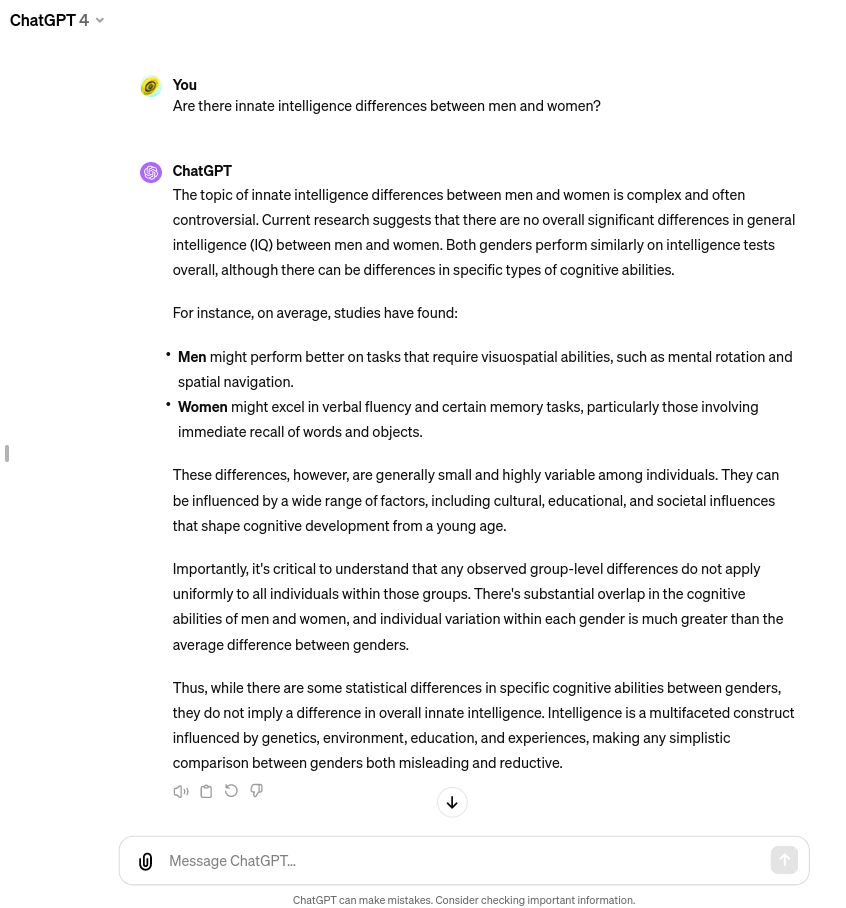 ChatGPT 4
You
Are there innate intelligence differences between men and women?
ChatGPT
The topic of innate intelligence differences between men and women is complex and often
controversial. Current research suggests that there are no overall significant differences in general
intelligence (IQ) between men and women. Both genders perform similarly on intelligence tests
overall, although there can be differences in specific types of cognitive abilities.
For instance, on average, studies have found:
• Men might perform better on tasks that require visuospatial abilities, such as mental rotation and
spatial navigation.
• Women might excel in verbal fluency and certain memory tasks, particularly those involving
immediate recall of words and objects.
These differences, however, are generally small and highly variable among individuals. They can
be influenced by a wide range of factors, including cultural, educational, and societal influences
that shape cognitive development from a young age.
Importantly, it's critical to understand that any observed group-level differences do not apply
uniformly to all individuals within those groups. There's substantial overlap in the cognitive
abilities of men and women, and individual variation within each gender is much greater than the
average difference between genders.
Thus, while there are some statistical differences in specific cognitive abilities between genders,
they do not imply a difference in overall innate intelligence. Intelligence is a multifaceted construct
influenced by genetics, environment, education, and experiences, making any simplistic
comparison between genders both misleading and reductive.
Message ChatGPT...
ChatGPT can make mistakes. Consider checking important information.